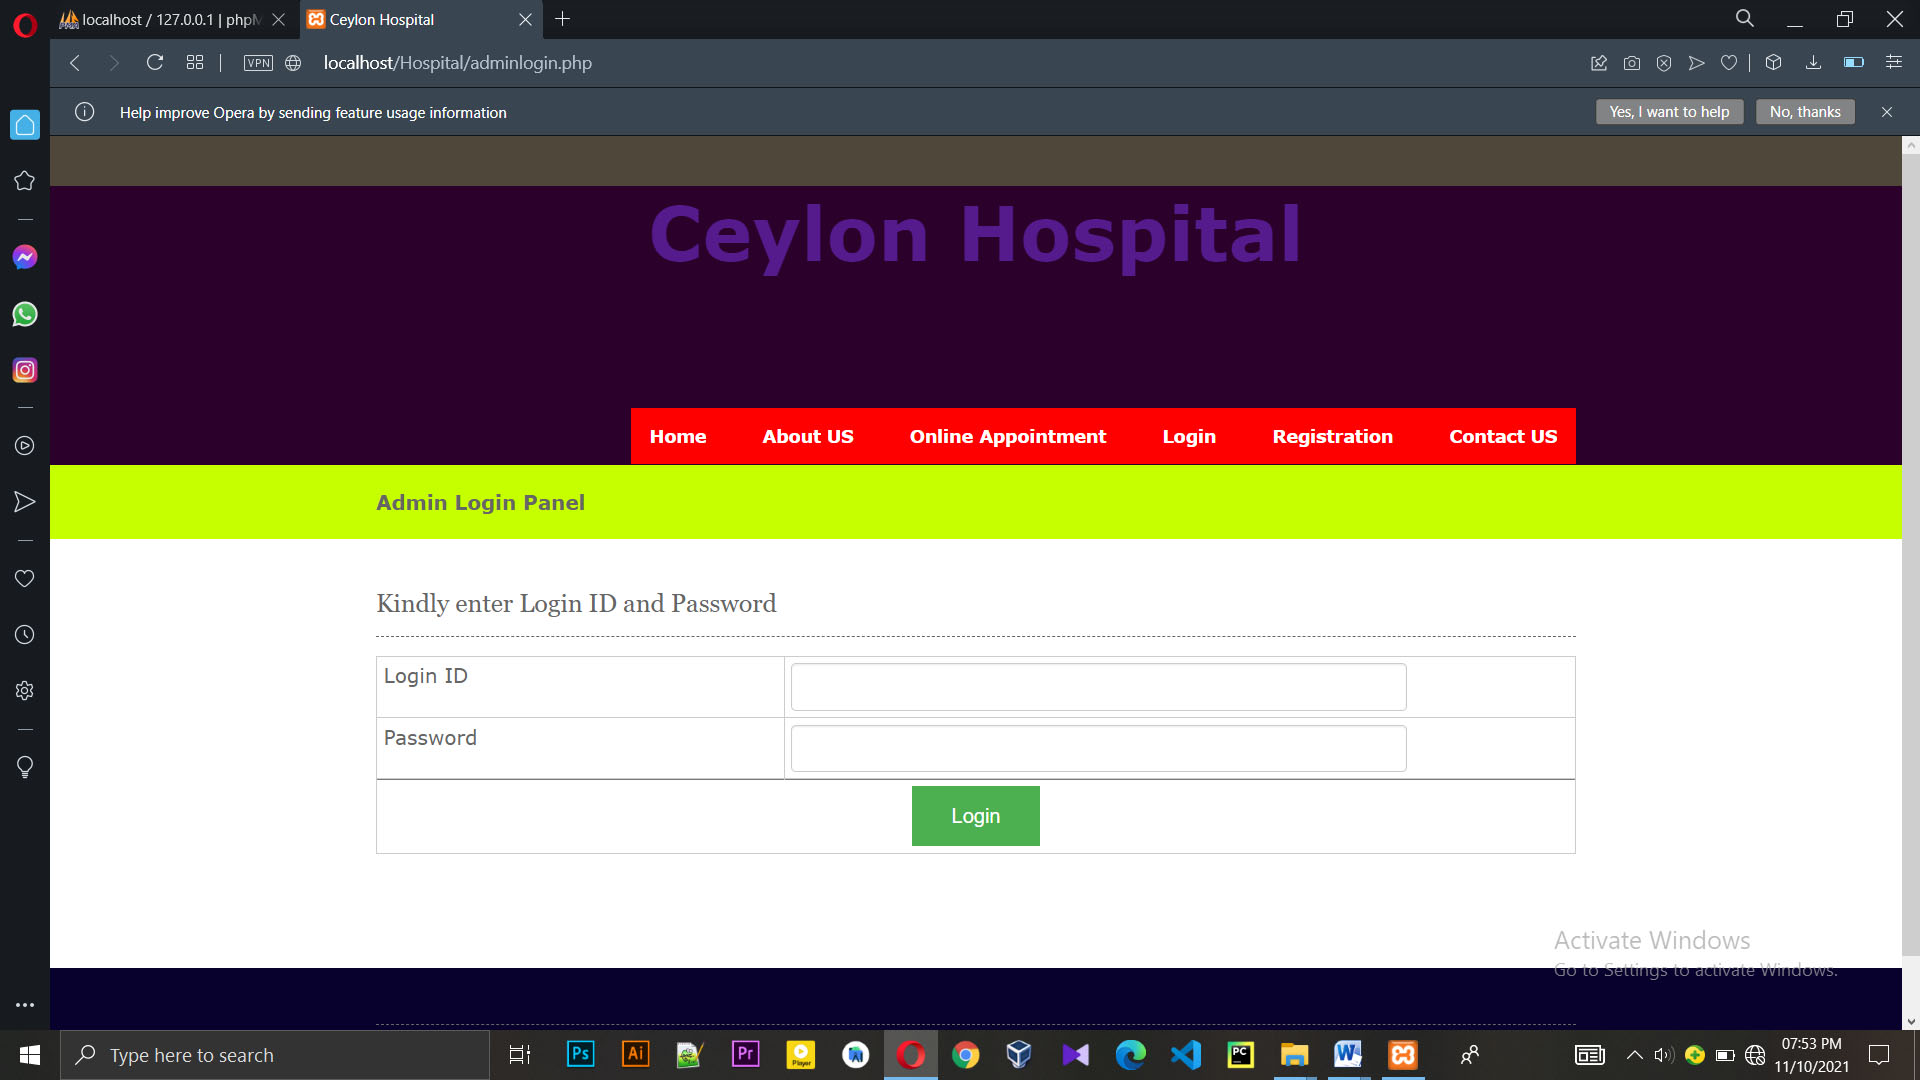 localhost / 127.0.0.1 | phpM
Ceylon Hospital
VPN
localhost/Hospital/adminlogin.php
Help improve Opera by sending feature usage information
Yes, I want to help
No, thanks
Ceylon Hospital
Home About US Online Appointment Login Registration Contact US
Admin Login Panel
Kindly enter Login ID and Password
Login ID
Password
Login
Activate Windows
Go to Settings to activate Windows.
Type here to search
Ps
Ai
Pr
Player
PC
W
07:53 PM
11/10/2021